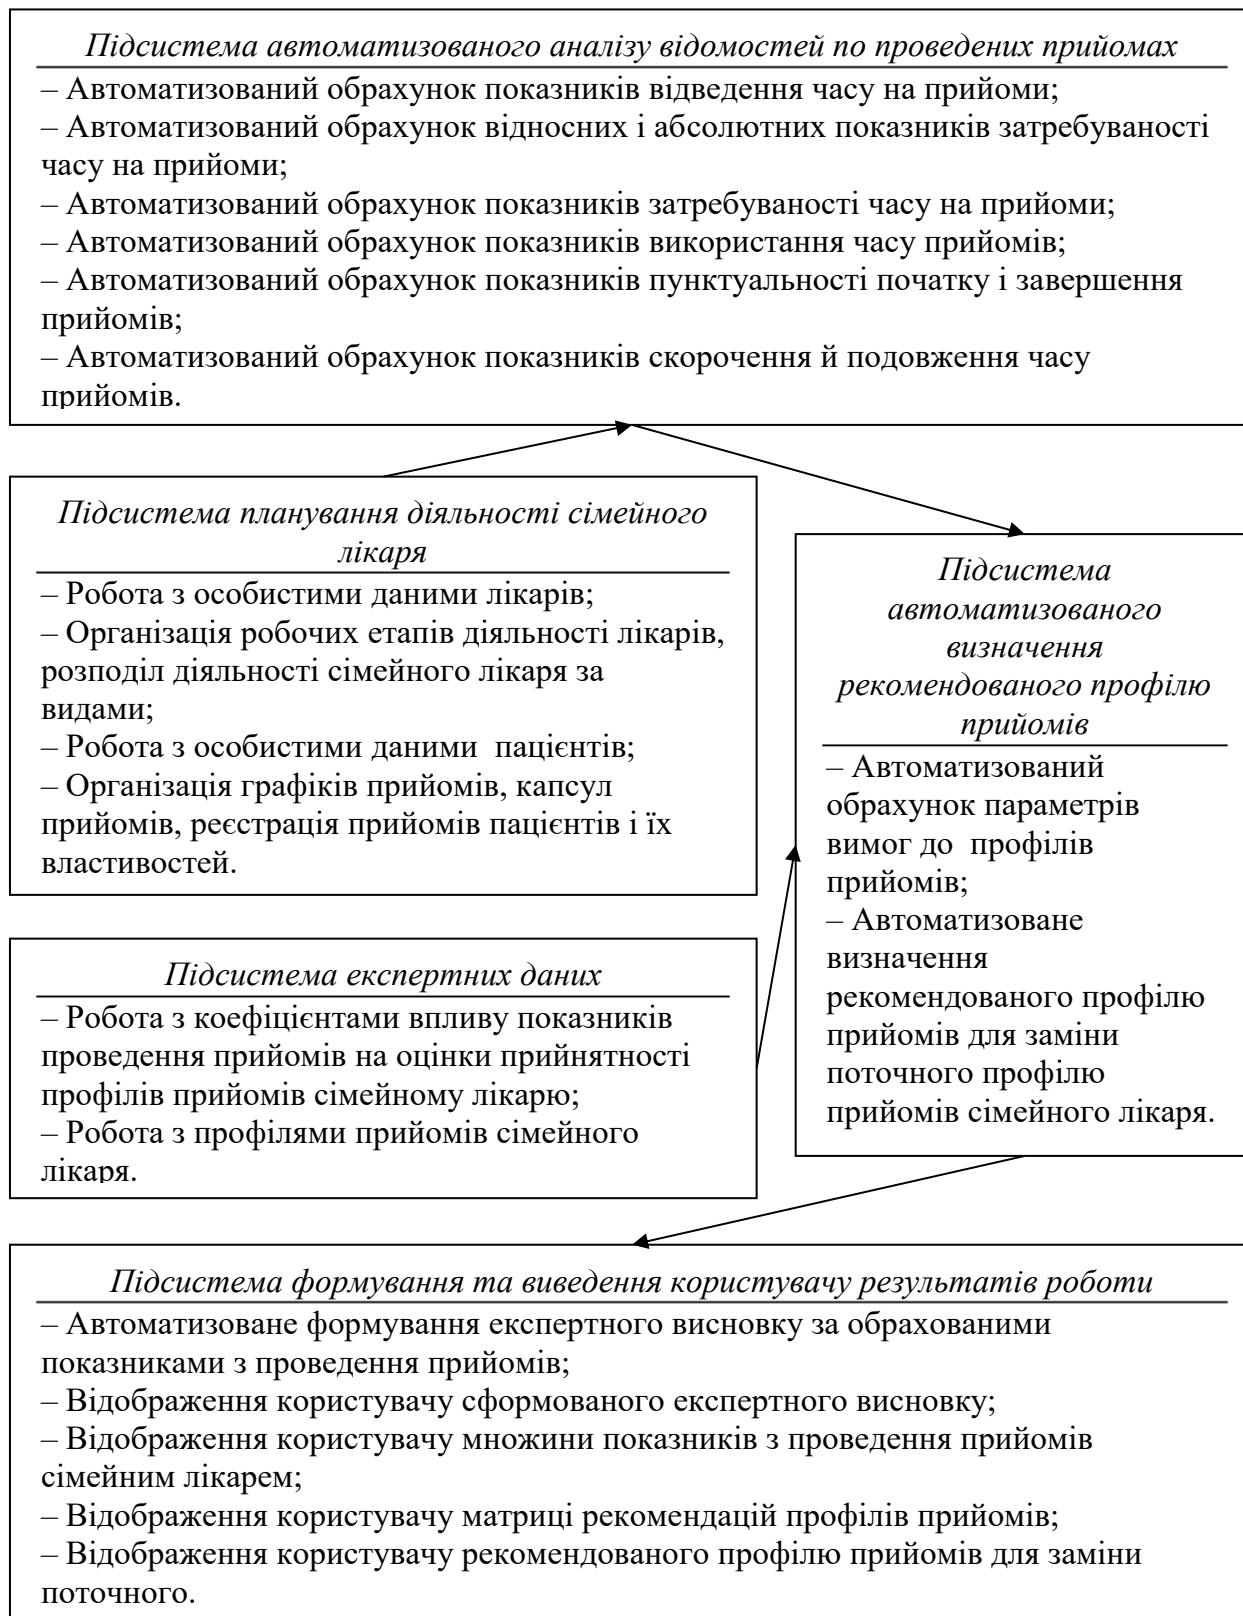 Підсистема автоматизованого аналізу відомостей по проведених прийомах
– Автоматизований обрахунок показників відведення часу на прийоми;
– Автоматизований обрахунок відносних і абсолютних показників затребуваності
часу на прийоми;
– Автоматизований обрахунок показників затребуваності часу на прийоми;
– Автоматизований обрахунок показників використання часу прийомів;
– Автоматизований обрахунок показників пунктуальності початку і завершення
прийомів;
– Автоматизований обрахунок показників скорочення й подовження часу
прийомів.
Підсистема планування діяльності сімейного
лікаря
– Робота з особистими даними лікарів;
– Організація робочих етапів діяльності лікарів,
розподіл діяльності сімейного лікаря за
видами;
– Робота з особистими даними  пацієнтів;
– Організація графіків прийомів, капсул
прийомів, реєстрація прийомів пацієнтів і їх
властивостей.
Підсистема експертних даних
– Робота з коефіцієнтами впливу показників
проведення прийомів на оцінки прийнятності
профілів прийомів сімейному лікарю;
– Робота з профілями прийомів сімейного
лікаря.
Підсистема
автоматизованого
визначення
рекомендованого профілю
прийомів
– Автоматизований
обрахунок параметрів
вимог до  профілів
прийомів;
– Автоматизоване
визначення
рекомендованого профілю
прийомів для заміни
поточного профілю
прийомів сімейного лікаря.
Підсистема формування та виведення користувачу результатів роботи
– Автоматизоване формування експертного висновку за обрахованими
показниками з проведення прийомів;
– Відображення користувачу сформованого експертного висновку;
– Відображення користувачу множини показників з проведення прийомів
сімейним лікарем;
– Відображення користувачу матриці рекомендацій профілів прийомів;
– Відображення користувачу рекомендованого профілю прийомів для заміни
поточного.